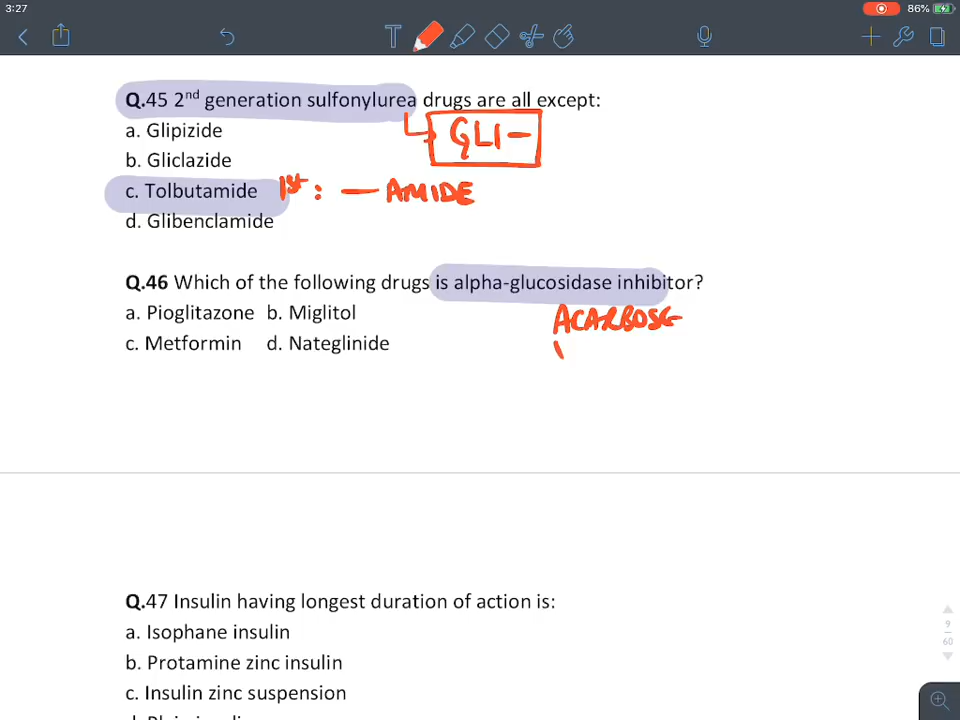 3:27
86%
T
Q.45 2nd generation sulfonylurea drugs are all except:
GLI —
a. Glipizide
b. Gliclazide
c. Tolbutamide 1st: — AMIDE
d. Glibenclamide
Q.46 Which of the following drugs is alpha-glucosidase inhibitor?
a. Pioglitazone b. Miglitol
ACARBOSE
c. Metformin d. Nateglinide
Q.47 Insulin having longest duration of action is:
a. Isophane insulin
b. Protamine zinc insulin
c. Insulin zinc suspension
9
60